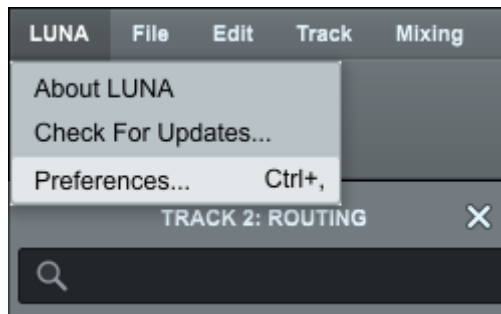 LUNA File Edit Track Mixing
About LUNA
Check For Updates...
Preferences... Ctrl+,
TRACK 2: ROUTING